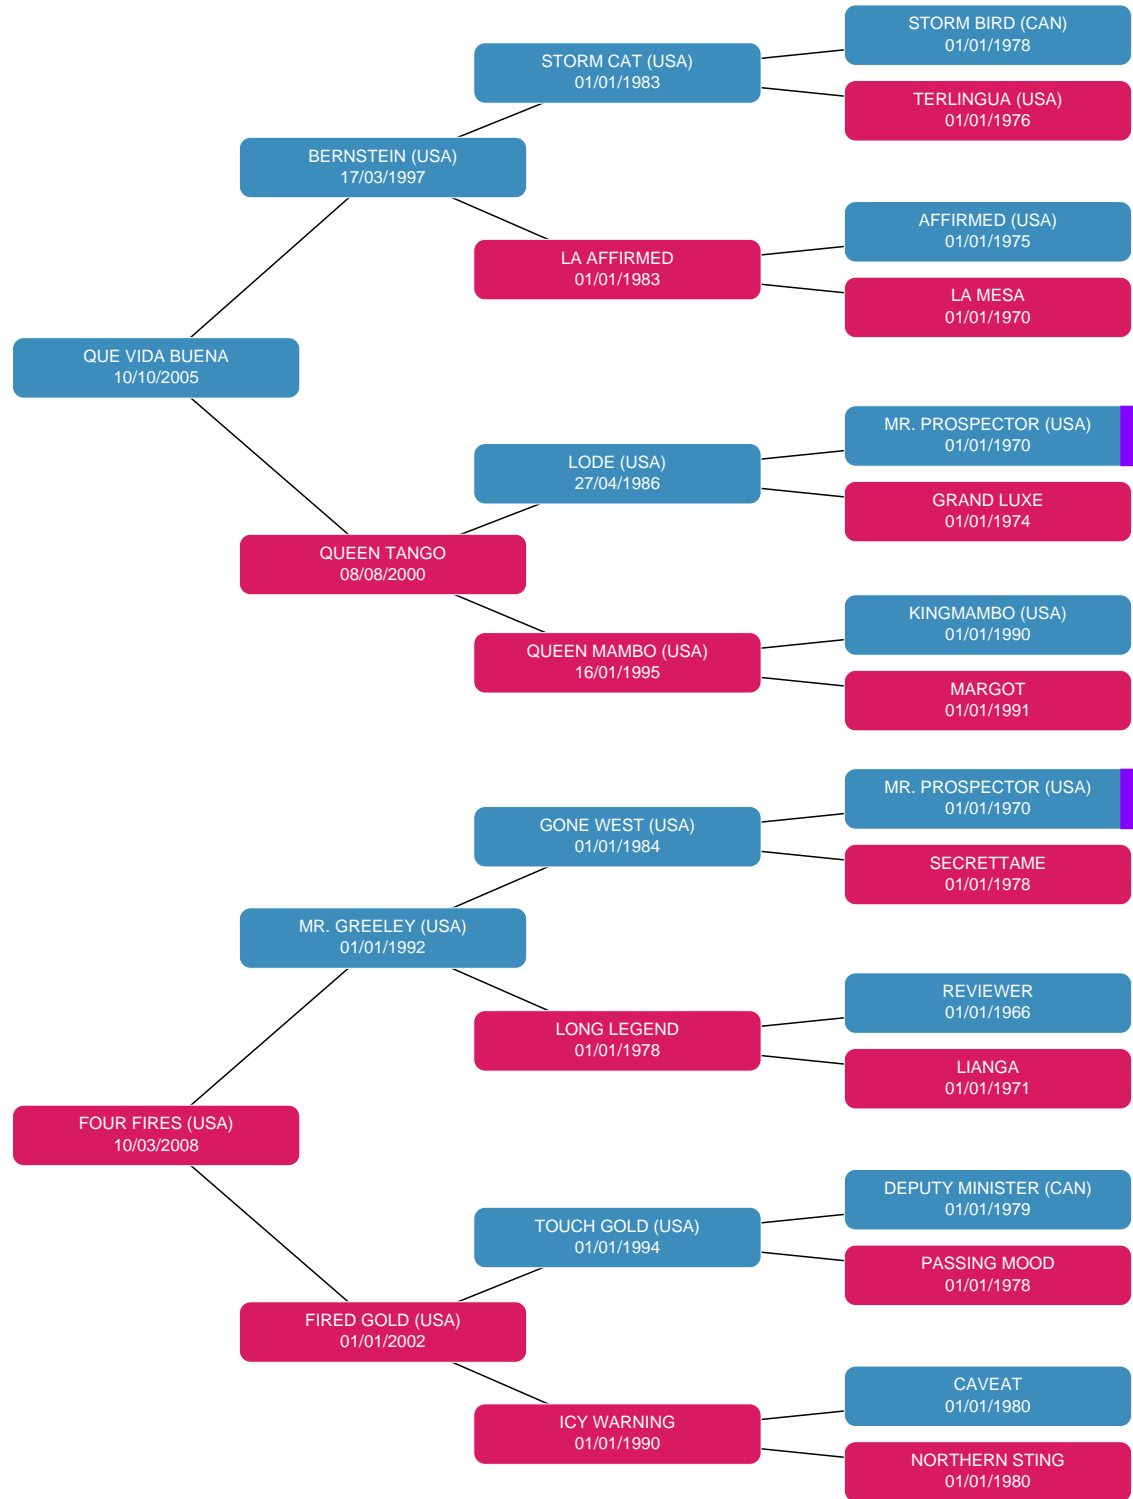 STORM BIRD (CAN)
01/01/1978
STORM CAT (USA)
01/01/1983
TERLINGUA (USA)
01/01/1976
BERNSTEIN (USA)
17/03/1997
AFFIRMED (USA)
01/01/1975
LA AFFIRMED
01/01/1983
LA MESA
01/01/1970
QUE VIDA BUENA
10/10/2005
MR. PROSPECTOR (USA)
01/01/1970
LODE (USA)
27/04/1986
GRAND LUXE
01/01/1974
QUEEN TANGO
08/08/2000
KINGMAMBO (USA)
01/01/1990
QUEEN MAMBO (USA)
16/01/1995
MARGOT
01/01/1991
MR. PROSPECTOR (USA)
01/01/1970
GONE WEST (USA)
01/01/1984
SECRETTAME
01/01/1978
MR. GREELEY (USA)
01/01/1992
REVIEWER
01/01/1966
LONG LEGEND
01/01/1978
LIANGA
01/01/1971
FOUR FIRES (USA)
10/03/2008
DEPUTY MINISTER (CAN)
01/01/1979
TOUCH GOLD (USA)
01/01/1994
PASSING MOOD
01/01/1978
FIRED GOLD (USA)
01/01/2002
CAVEAT
01/01/1980
ICY WARNING
01/01/1990
NORTHERN STING
01/01/1980